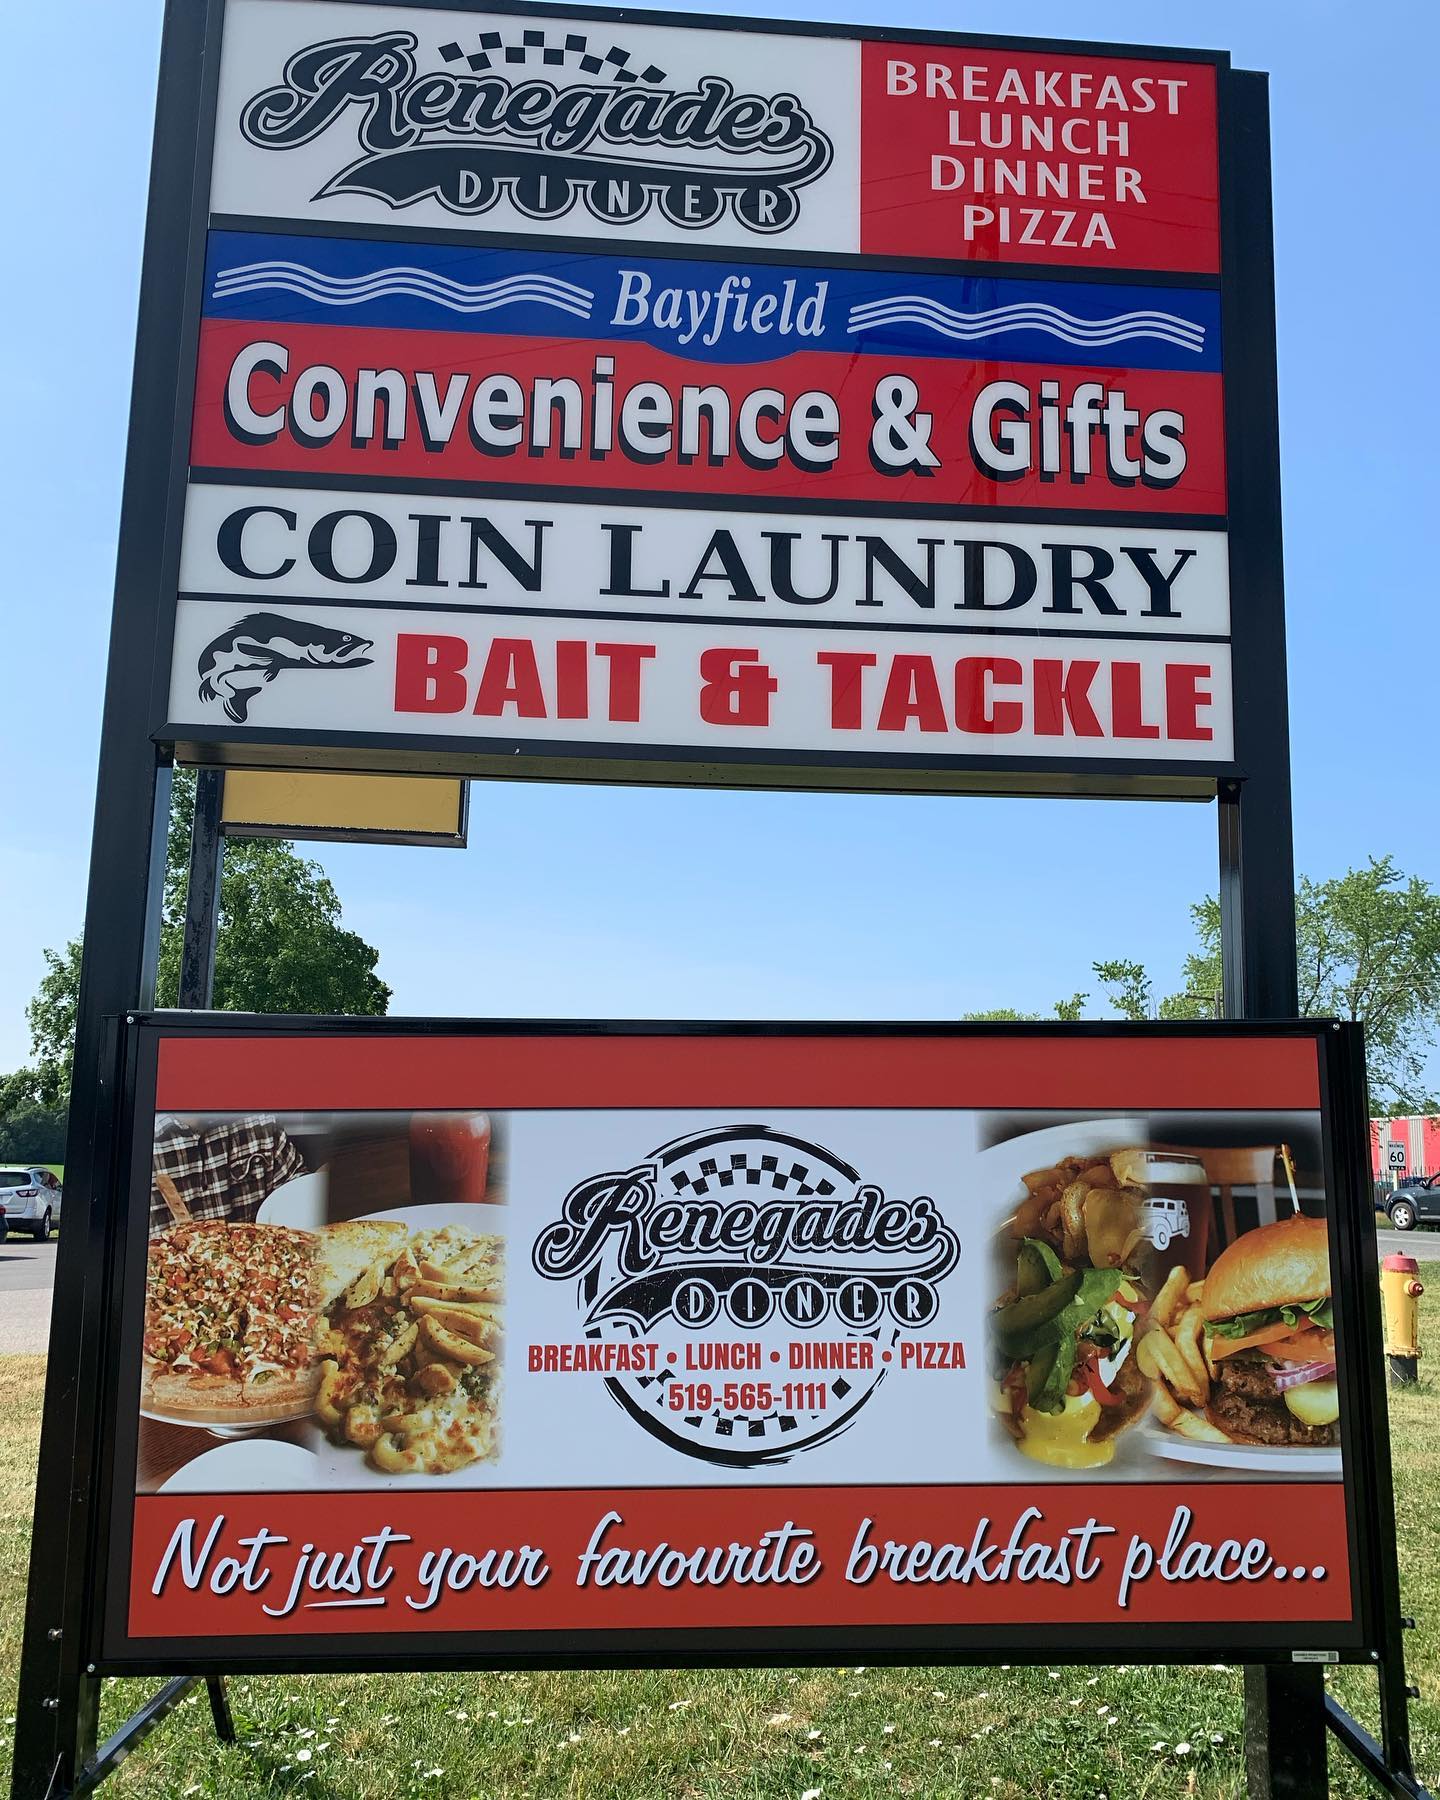 Renegades
DINER
BREAKFAST
LUNCH
DINNER
PIZZA
Bayfield
Convenience & Gifts
COIN LAUNDRY
BAIT & TACKLE
Renegades
DINER
BREAKFAST • LUNCH • DINNER • PIZZA
519-565-1111
Not just your favourite breakfast place...
MAXIMUM
60